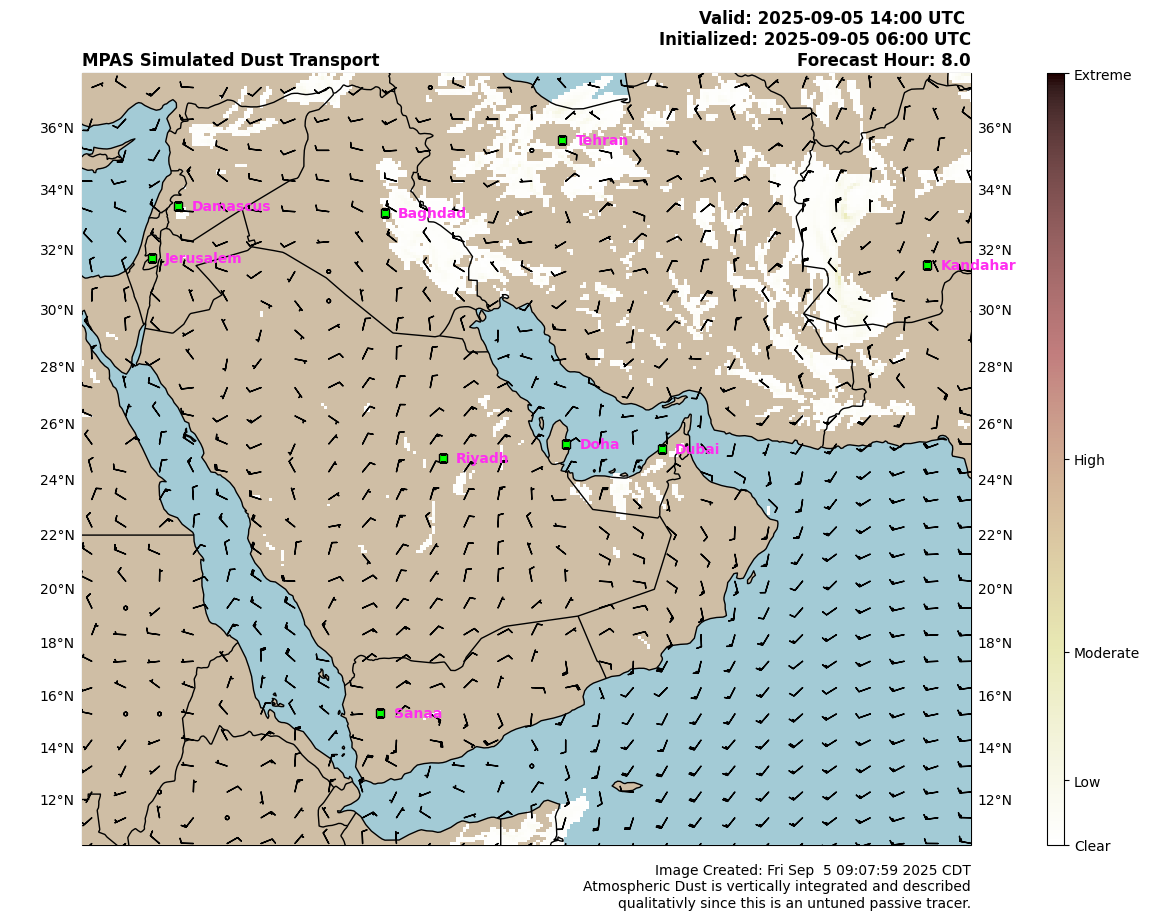 Valid: 2025-09-05 14:00 UTC
Initialized: 2025-09-05 06:00 UTC
MPAS Simulated Dust Transport
Forecast Hour: 8.0
Extreme
36°N
Tehran
36°N
34°N
34°N
Damascus
Baghdad
32°N
32°N
Jerusalem
Kandahar
30°N
30°N
28°N
28°N
26°N
26°N
Doha
Dubai
Riyadh
High
24°N
24°N
22°N
22°N
20°N
20°N
18°N
18°N
Moderate
16°N
16°N
Sanaa
14°N
14°N
Low
12°N
12°N
Clear
Image Created: Fri Sep  5 09:07:59 2025 CDT
Atmospheric Dust is vertically integrated and described
qualitativly since this is an untuned passive tracer.